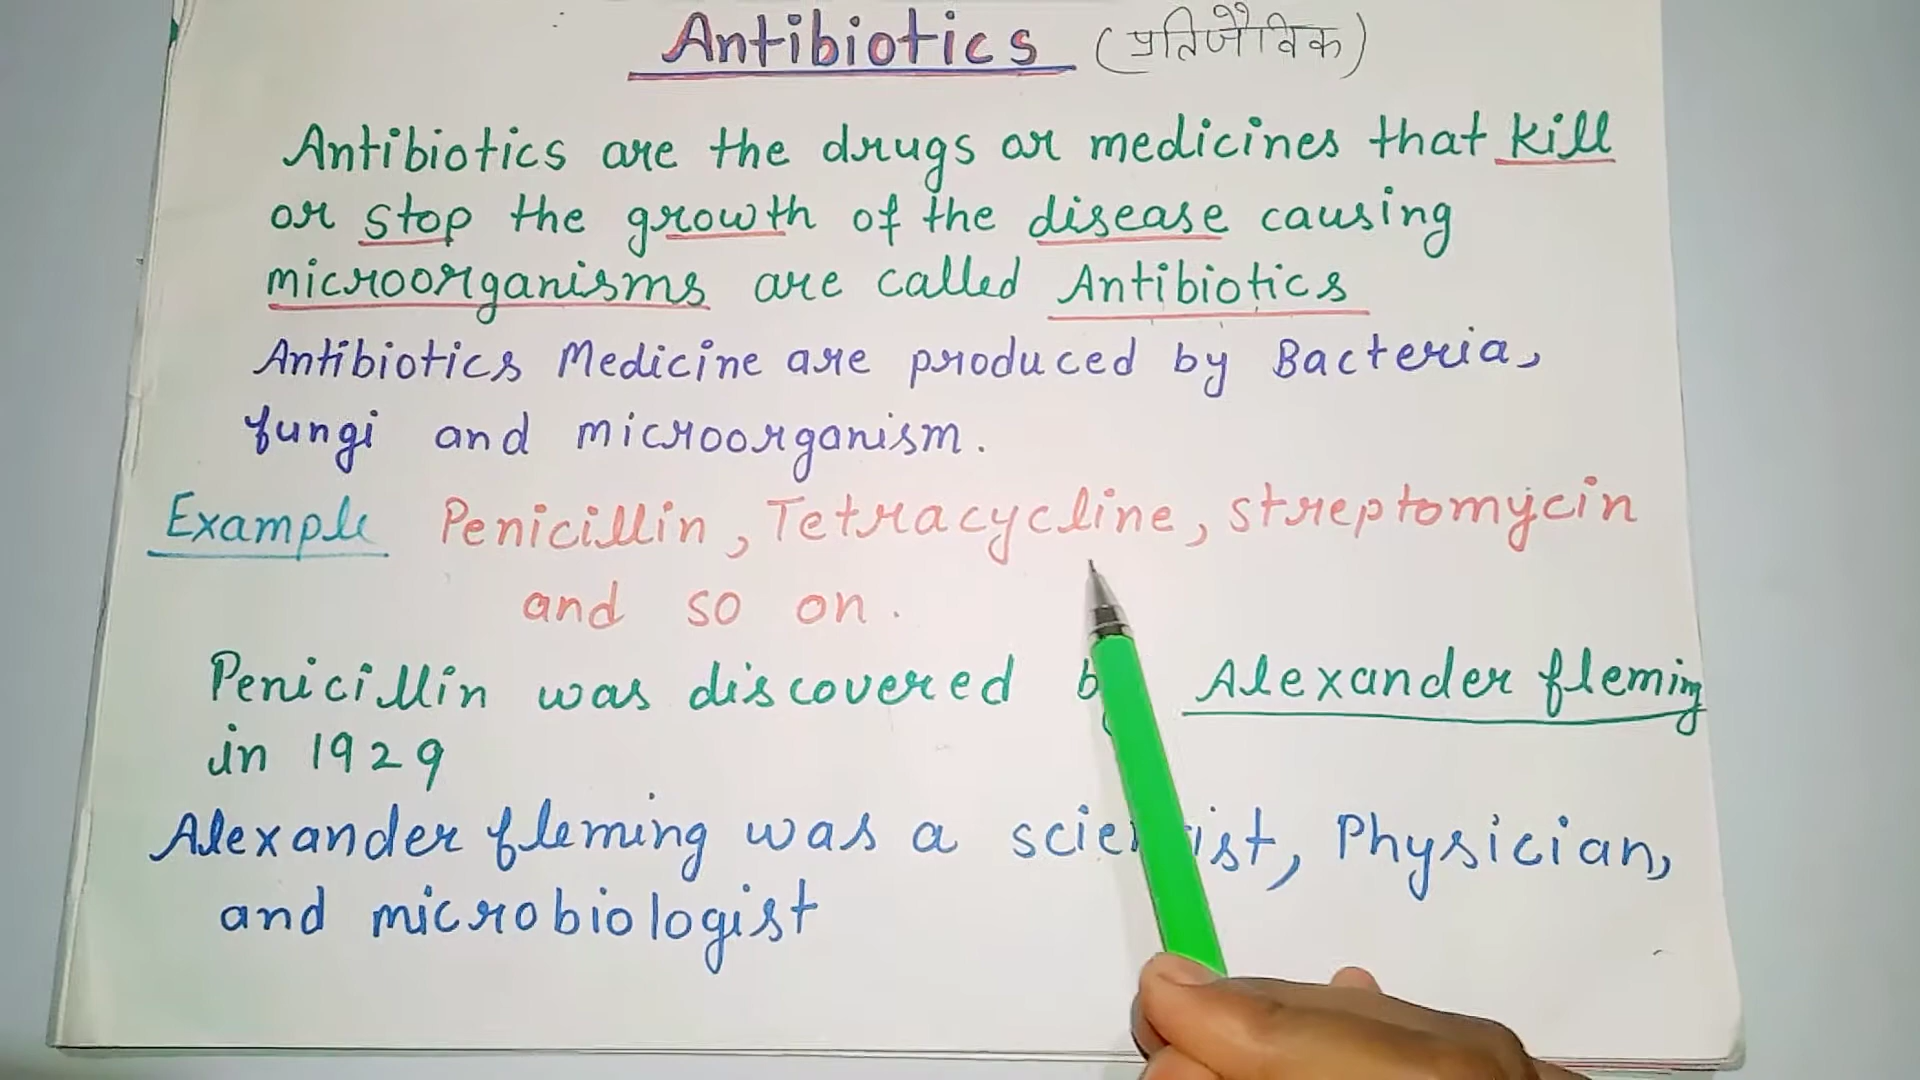 Antibiotics (प्रतिजैविक)
Antibiotics are the drugs or medicines that kill
or stop the growth of the disease causing
microorganisms are called Antibiotics
Antibiotics Medicine are produced by Bacteria,
fungi and microorganism.
Example Penicillin, Tetracycline, streptomycin
and so on.
Penicillin was discovered Alexander fleming
in 1929
Alexander fleming was a Physician,
and microbiologist